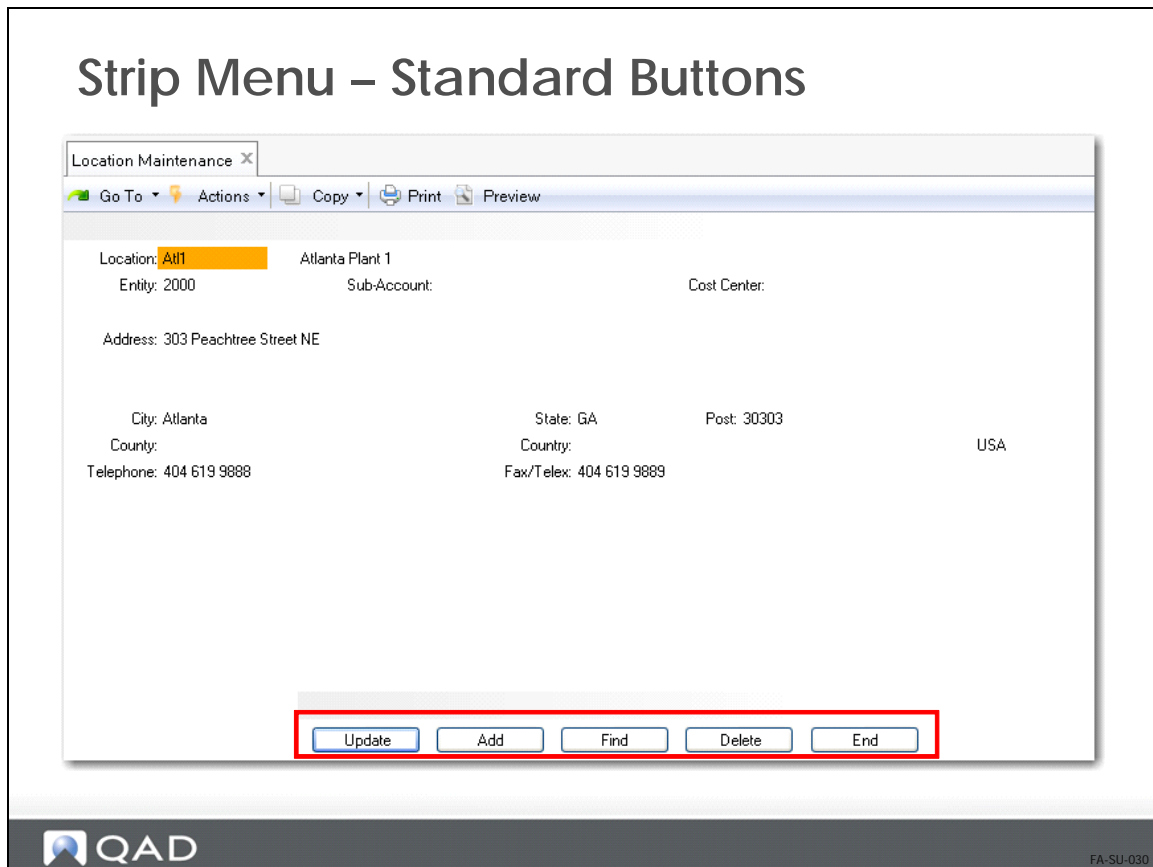 Strip Menu – Standard Buttons
Location Maintenance X
Go To Actions Copy Print Preview
Location: Atl1 Atlanta Plant 1
Entity: 2000 Sub-Account: Cost Center:
Address: 303 Peachtree Street NE
City: Atlanta State: GA Post: 30303
County: Country: USA
Telephone: 404 619 9888 Fax/Telex: 404 619 9889
Update Add Find Delete End
QAD
FA-SU-030